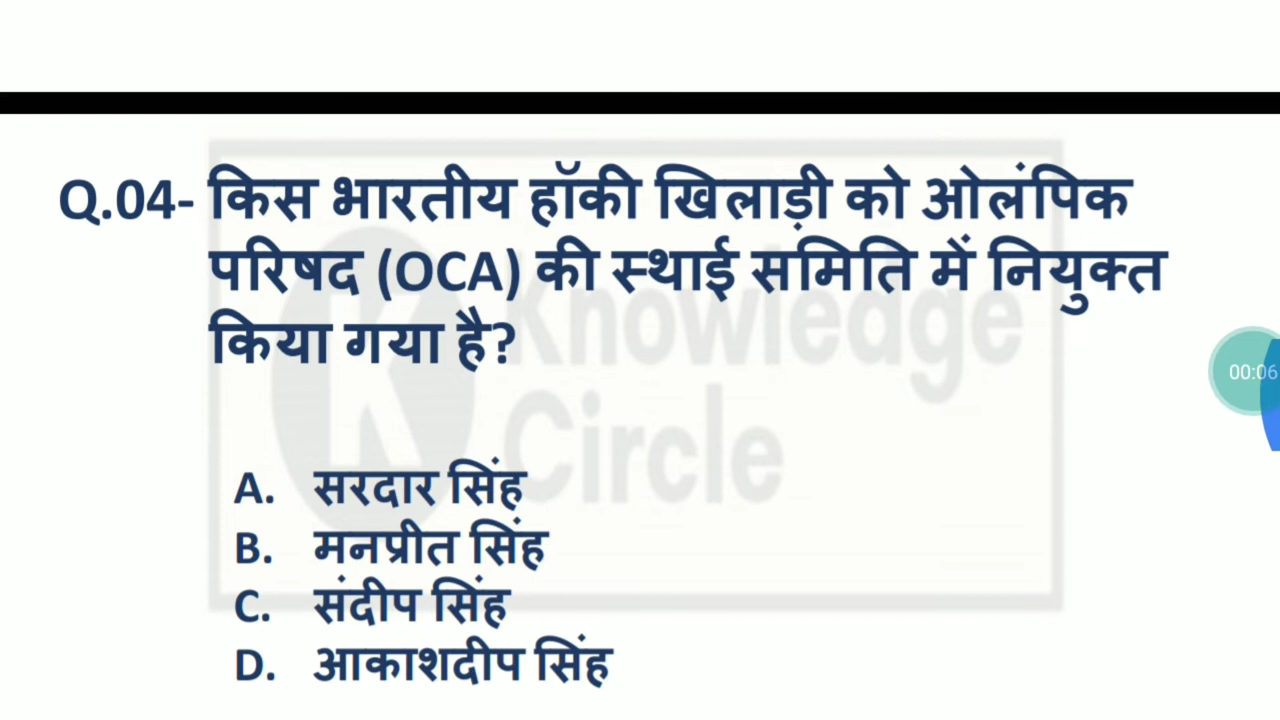 Q.04- किस भारतीय हॉकी खिलाड़ी को ओलंपिक
परिषद (OCA) की स्थाई समिति में नियुक्त
किया गया है?
Knowledge
Circle
A. सरदार सिंह
B. मनप्रीत सिंह
C. संदीप सिंह
D. आकाशदीप सिंह
00:06